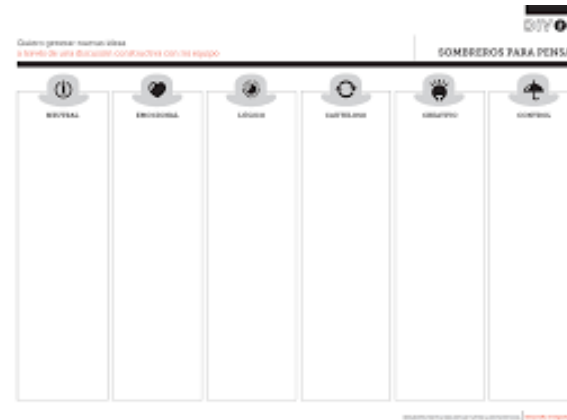 DIY
Quiero generar nuevas ideas
a través de una discusión constructiva con mi equipo
SOMBREROS PARA PENSA
NEUTRAL
EMOCIONAL
LÓGICO
CAUTELOSO
CREATIVO
CONTROL